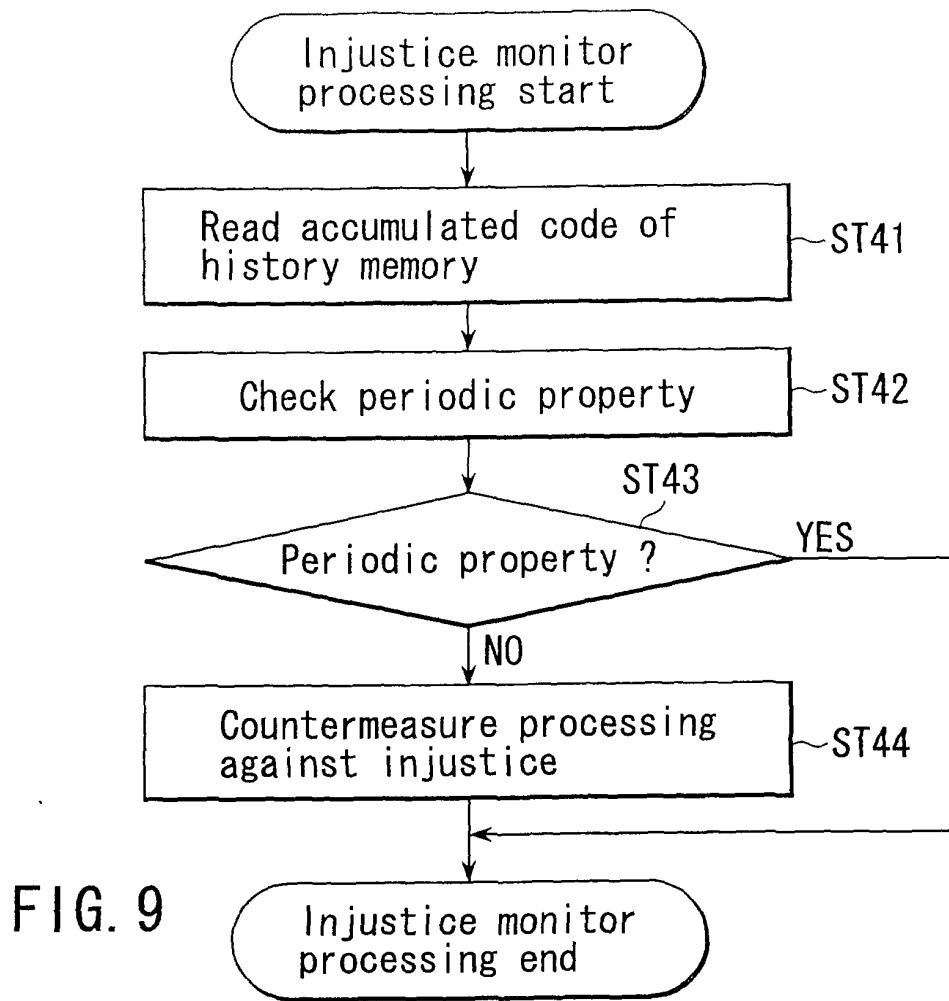 Injustice monitor
processing start
Read accumulated code of
history memory
ST41
Check periodic property
ST42
ST43
Periodic property ?
YES
NO
Countermeasure processing
against injustice
ST44
FIG. 9
Injustice monitor
processing end